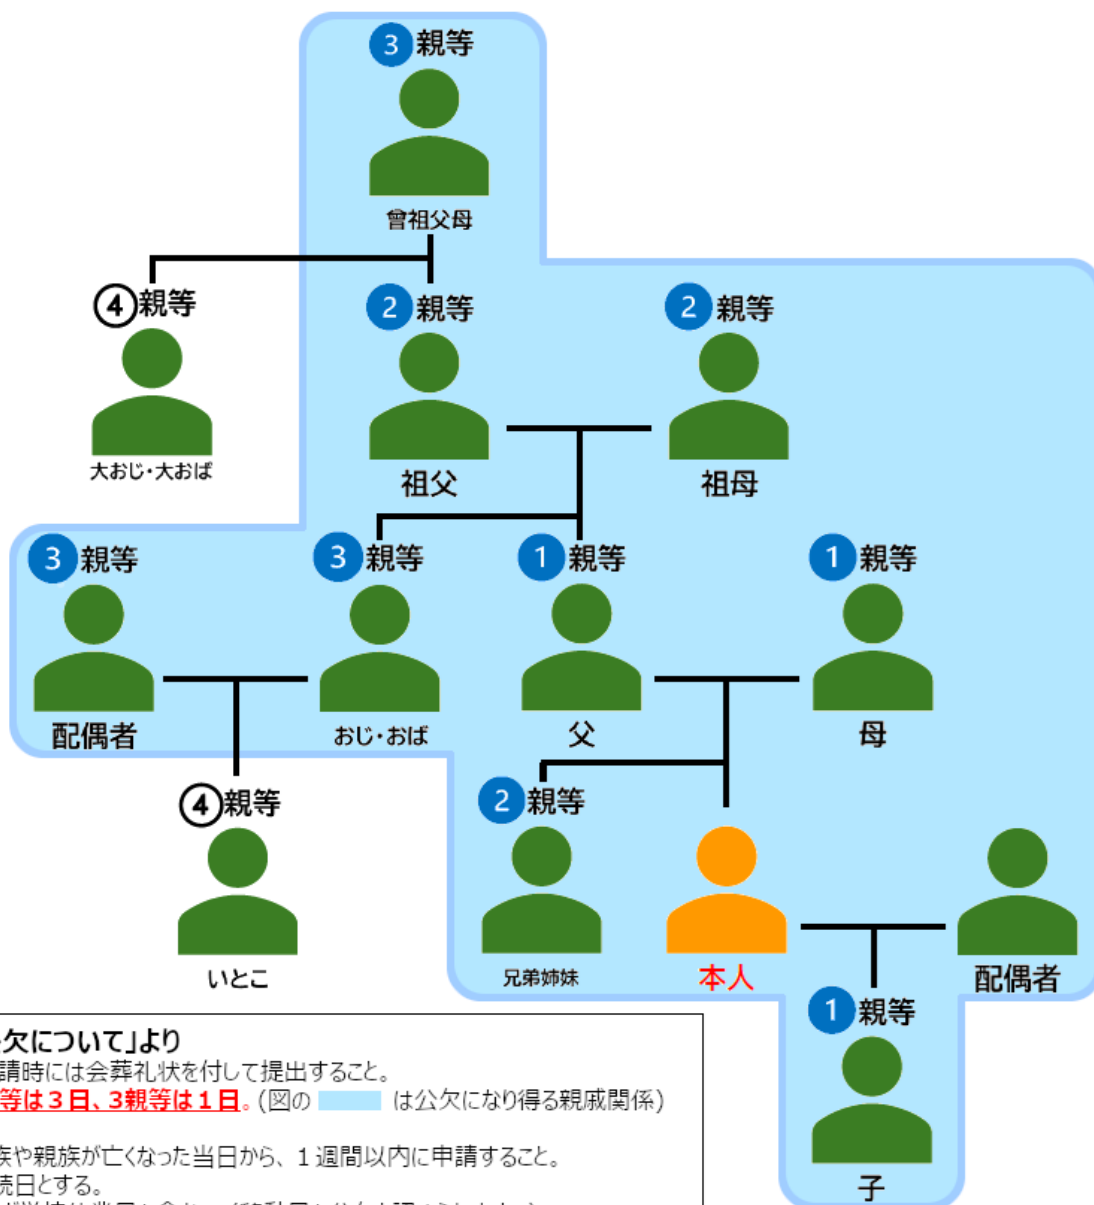 3 親等
曾祖父母
④親等
2 親等
2 親等
大おじ・大おば
祖父
祖母
3 親等
3 親等
1 親等
1 親等
配偶者
おじ・おば
父
母
④親等
2 親等
いとこ
兄弟姉妹
本人
配偶者
1 親等
子
欠について」より
請時には会葬礼状を付して提出すること。
等は３日、3親等は１日。(図の は公欠になり得る親戚関係)
族や親族が亡くなった当日から、１週間以内に申請すること。
続日とする。